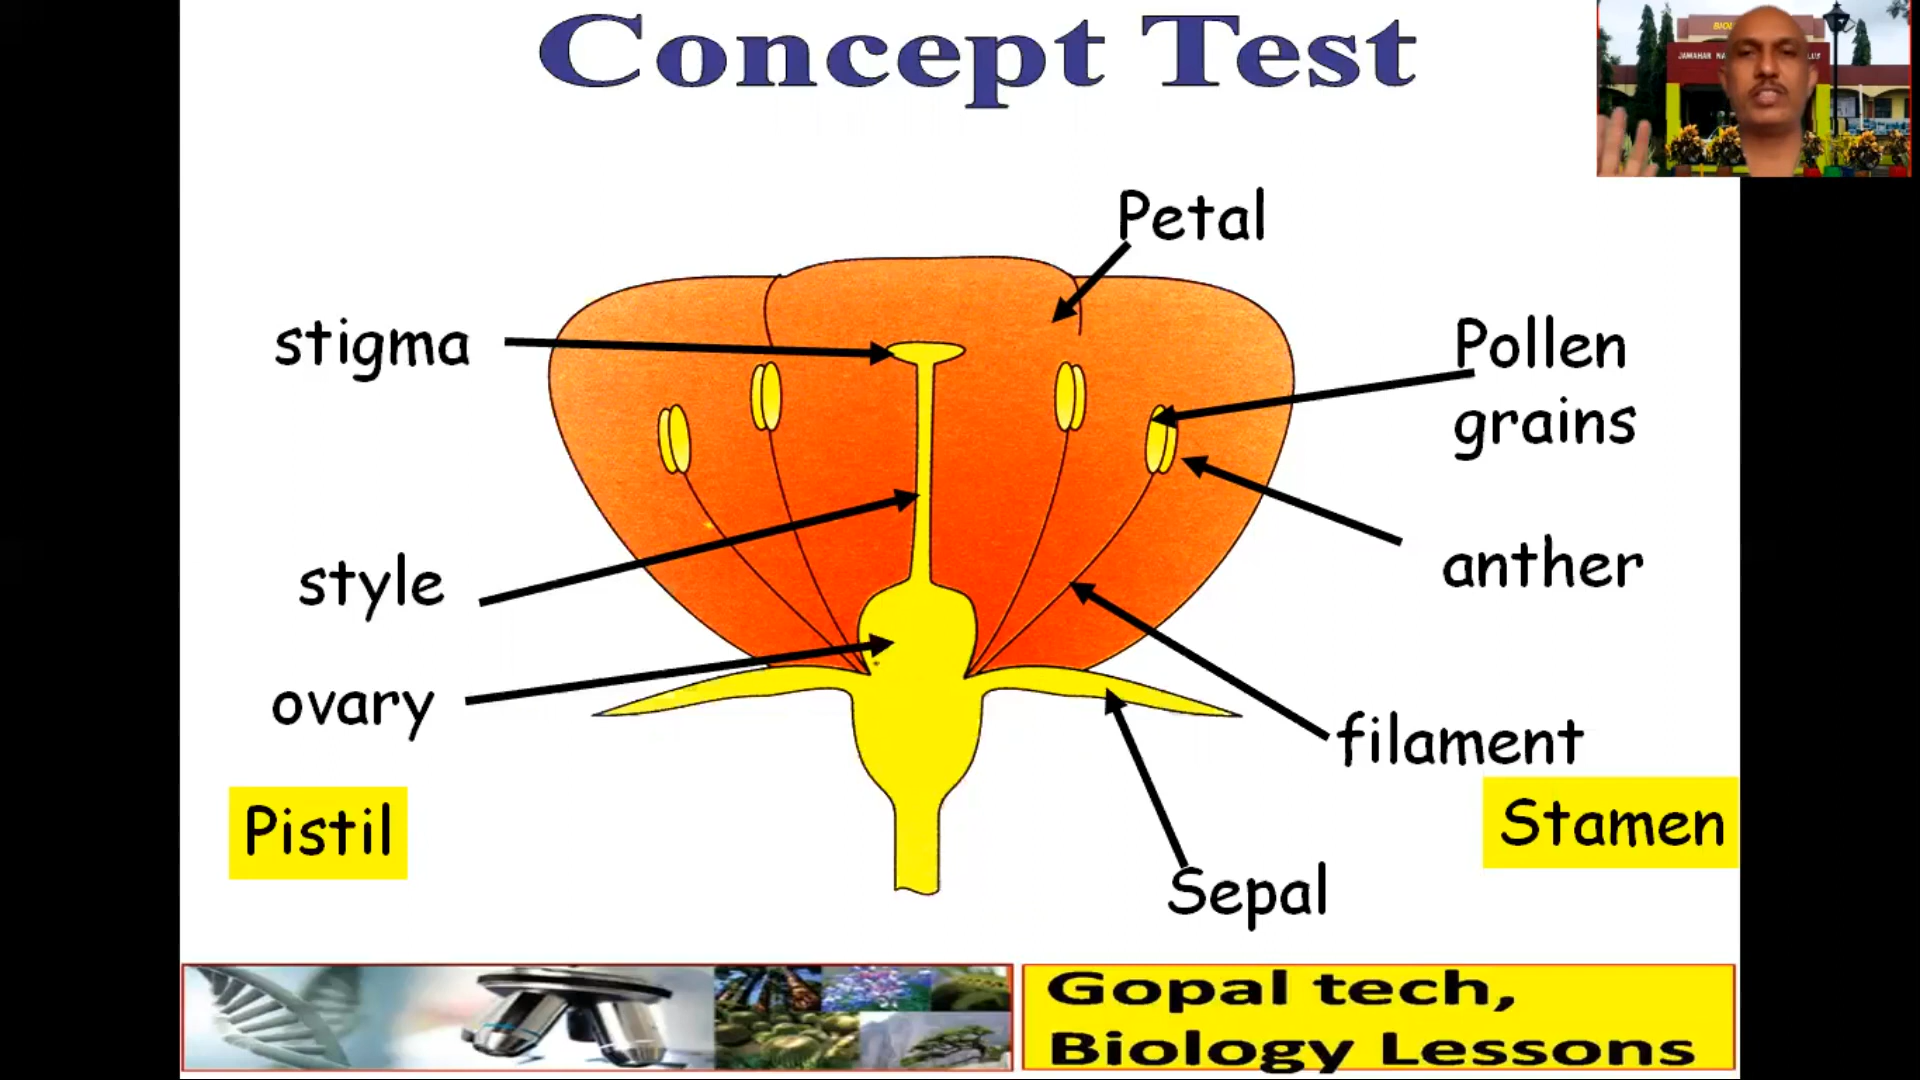 Concept Test
Petal
stigma
Pollen
grains
style
anther
ovary
filament
Pistil
Stamen
Sepal
Gopal tech,
Biology Lessons